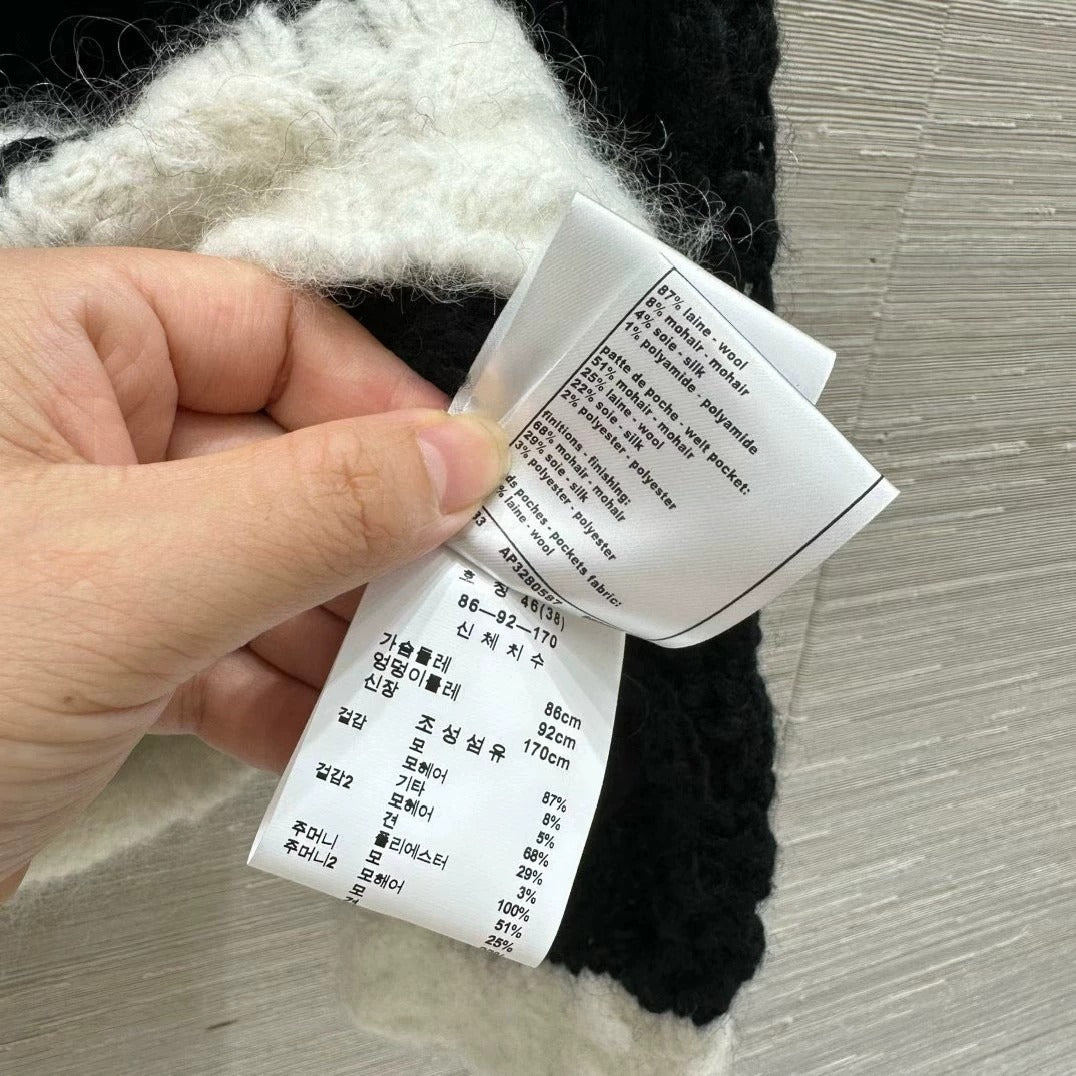 87% laine - wool
8% mohair - mohair
4% soie - silk
1% polyamide - polyamide
patte de poche - welt pocket:
51% mohair - mohair
25% laine - wool
22% soie - silk
2% polyester - polyester
finitions - finishing:
68% mohair - mohair
29% soie - silk
3% polyester - polyester
ds poches - pockets fabric:
% laine - wool
33
호 칭 46(38)
86—92—170
신 체 치 수
가슴둘레 86cm
엉덩이둘레 92cm
신장 170cm
조 성 섬 유
겉감 모 87%
모헤어 8%
기타 5%
겉감2 모헤어 68%
견 29%
폴리에스터 3%
주머니 모 100%
주머니2 모헤어 51%
모 25%